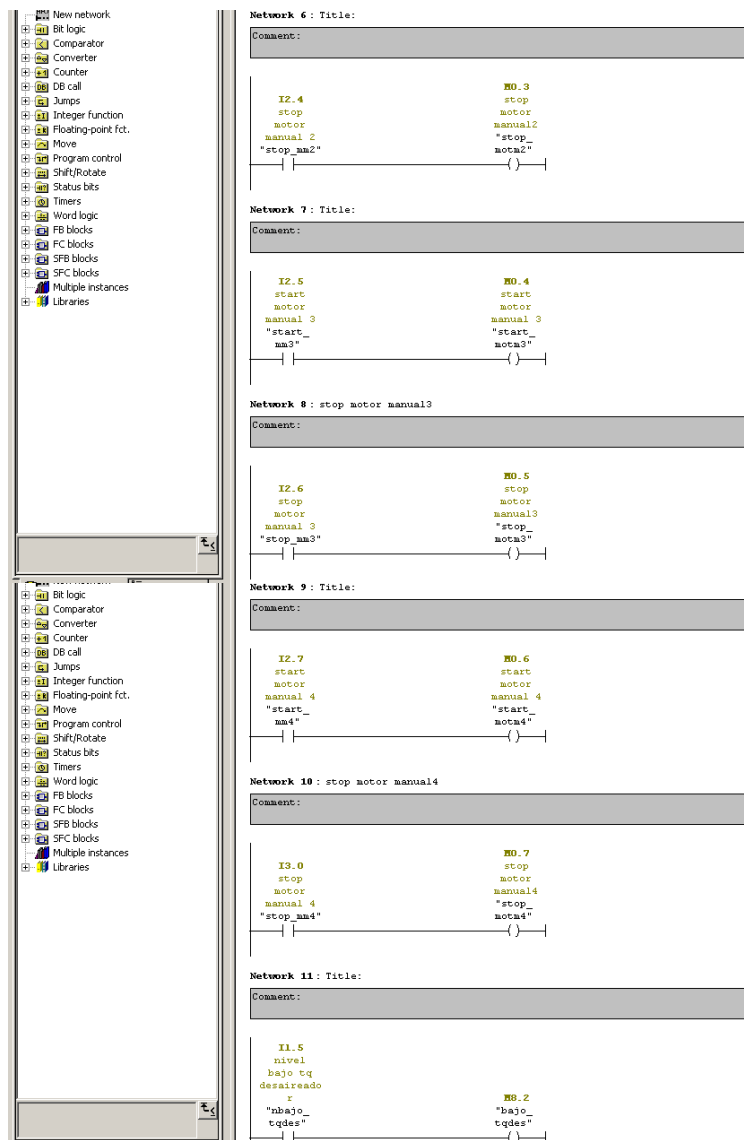 New network
Bit logic
Comparator
Converter
Counter
DB call
Jumps
Integer function
Floating-point fct.
Move
Program control
Shift/Rotate
Status bits
Timers
Word logic
FB blocks
FC blocks
SFB blocks
SFC blocks
Multiple instances
Libraries
Network 6 : Title:
Comment:
I2.4
stop
motor
manual 2
"stop_mm2"
M0.3
stop
motor
manual2
"stop_
motm2"
Network 7 : Title:
Comment:
I2.5
start
motor
manual 3
"start_
mm3"
M0.4
start
motor
manual 3
"start_
motm3"
Network 8 : stop motor manual3
Comment:
I2.6
stop
motor
manual 3
"stop_mm3"
M0.5
stop
motor
manual3
"stop_
motm3"
Bit logic
Comparator
Converter
Counter
DB call
Jumps
Integer function
Floating-point fct.
Move
Program control
Shift/Rotate
Status bits
Timers
Word logic
FB blocks
FC blocks
SFB blocks
SFC blocks
Multiple instances
Libraries
Network 9 : Title:
Comment:
I2.7
start
motor
manual 4
"start_
mm4"
M0.6
start
motor
manual 4
"start_
motm4"
Network 10 : stop motor manual4
Comment:
I3.0
stop
motor
manual 4
"stop_mm4"
M0.7
stop
motor
manual4
"stop_
motm4"
Network 11 : Title:
Comment:
I1.5
nivel
bajo tq
desaireado
r
"nbajo_
tqdes"
M8.2
"bajo_
tqdes"